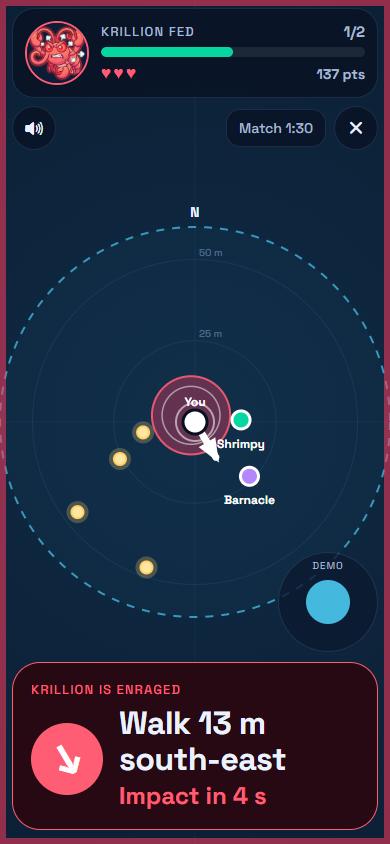 KRILLION FED 1/2
137 pts
Match 1:30
N
50 m
25 m
You
Shrimpy
Barnacle
DEMO
KRILLION IS ENRAGED
Walk 13 m
south-east
Impact in 4 s